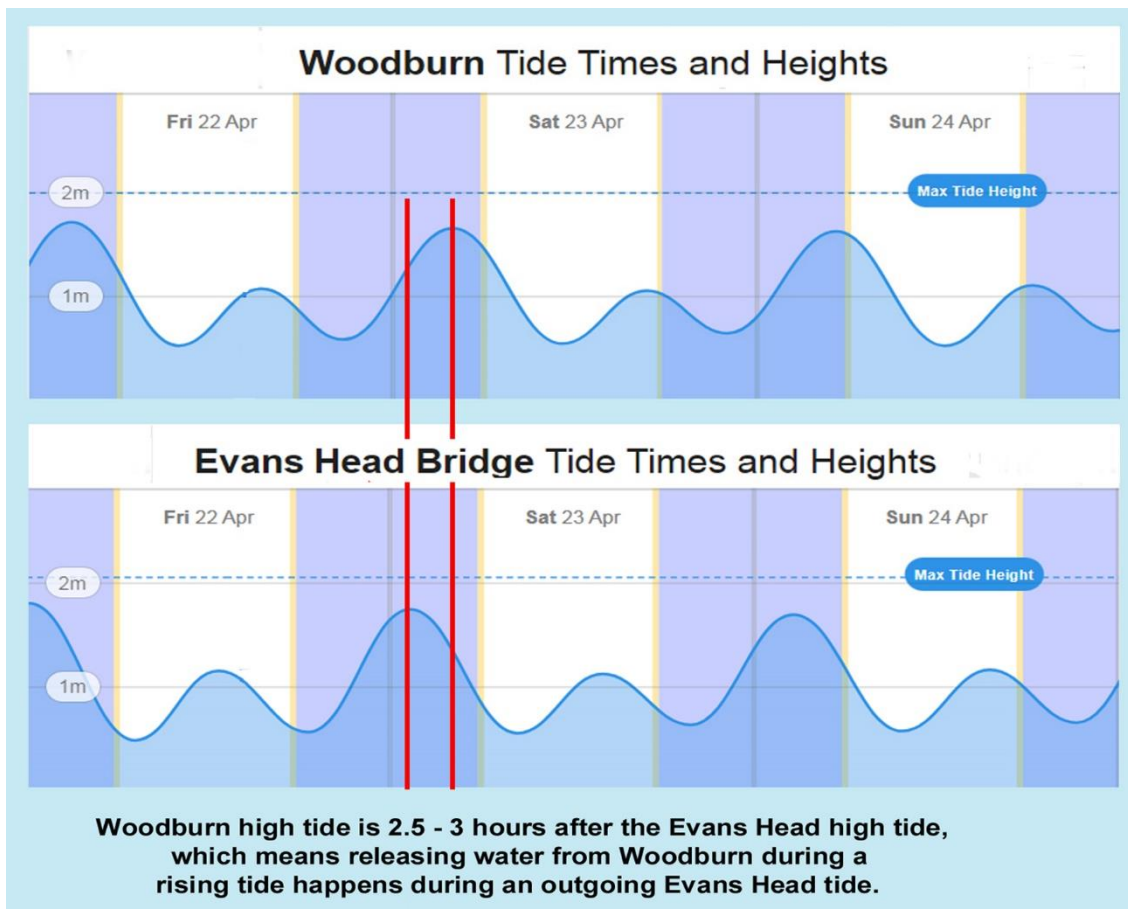 Woodburn Tide Times and Heights
Fri 22 Apr
Sat 23 Apr
Sun 24 Apr
2m
Max Tide Height
1m
Evans Head Bridge Tide Times and Heights
Fri 22 Apr
Sat 23 Apr
Sun 24 Apr
2m
Max Tide Height
1m
Woodburn high tide is 2.5 - 3 hours after the Evans Head high tide,
which means releasing water from Woodburn during a
rising tide happens during an outgoing Evans Head tide.